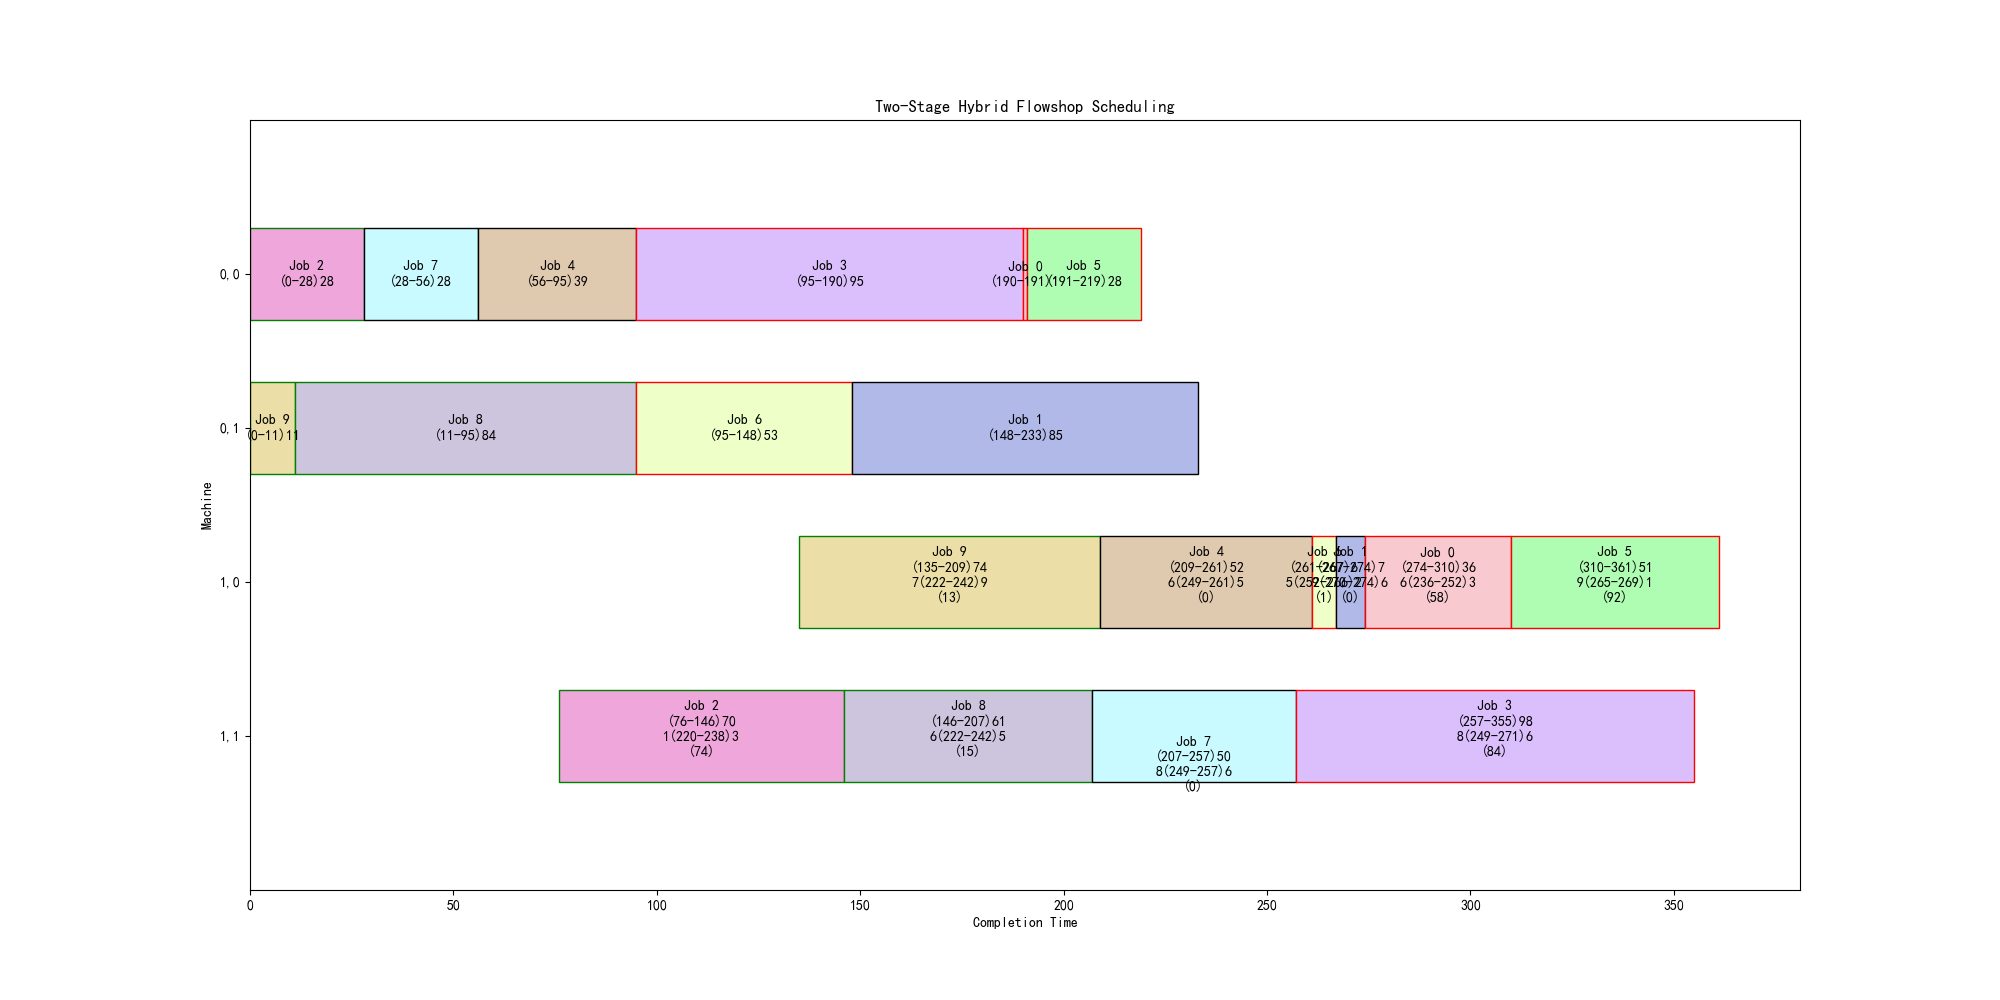 Two-Stage Hybrid Flowshop Scheduling
0,0
Job 2
(0-28)28
Job 7
(28-56)28
Job 4
(56-95)39
Job 3
(95-190)95
Job 0
(190-191)
Job 5
(191-219)28
0,1
Job 9
(0-11)11
Job 8
(11-95)84
Job 6
(95-148)53
Job 1
(148-233)85
Machine
1,0
Job 9
(135-209)74
7(222-242)9
(13)
Job 4
(209-261)52
6(249-261)5
(0)
Job
(1)
Job 1
(0)
Job 0
(274-310)36
6(236-252)3
(58)
Job 5
(310-361)51
9(265-269)1
(92)
1,1
Job 2
(76-146)70
1(220-238)3
(74)
Job 8
(146-207)61
6(222-242)5
(15)
Job 7
(207-257)50
8(249-257)6
(0)
Job 3
(257-355)98
8(249-271)6
(84)
0 50 100 150 200 250 300 350
Completion Time